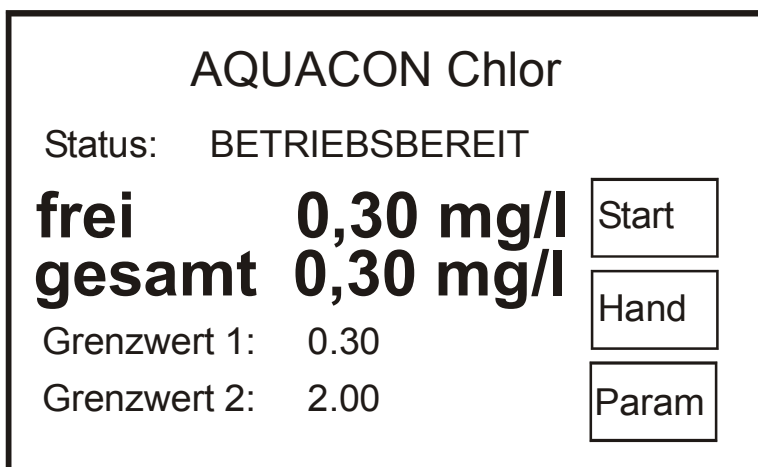 AQUACON Chlor
Status: BETRIEBSBEREIT
frei 0,30 mg/l Start
gesamt 0,30 mg/l
Hand
Grenzwert 1: 0.30
Grenzwert 2: 2.00 Param